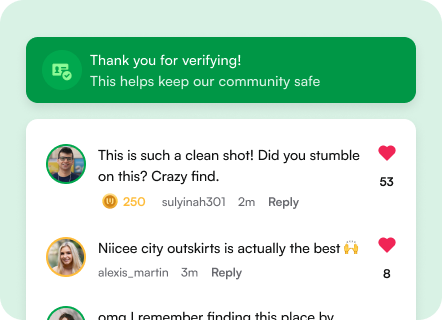 Thank you for verifying!
This helps keep our community safe
This is such a clean shot! Did you stumble
on this? Crazy find.
53
250 sulyinah301 2m Reply
Niicee city outskirts is actually the best 🙌
alexis_martin 3m Reply
8
omg I remember finding this place by